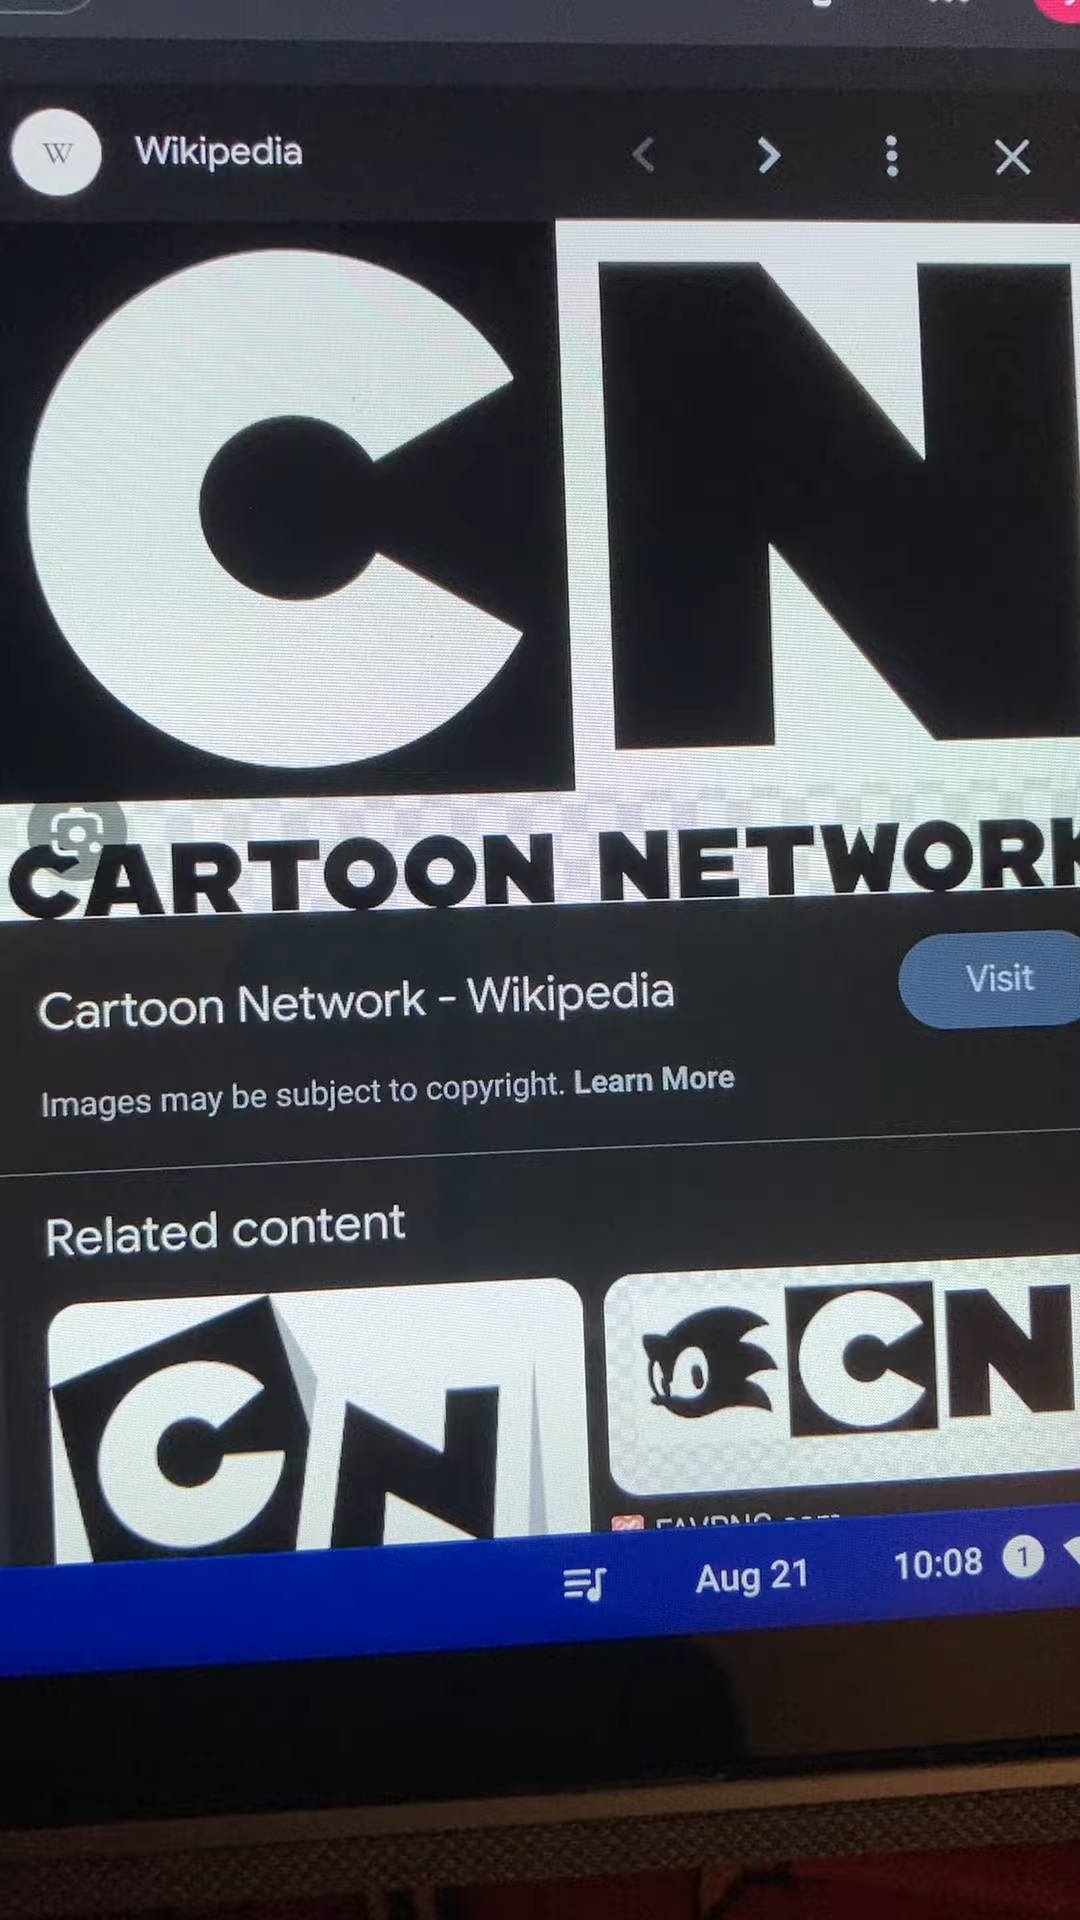 W Wikipedia
CN
CARTOON NETWORK
Cartoon Network - Wikipedia
Visit
Images may be subject to copyright. Learn More
Related content
CN
CN
Aug 21 10:08 1